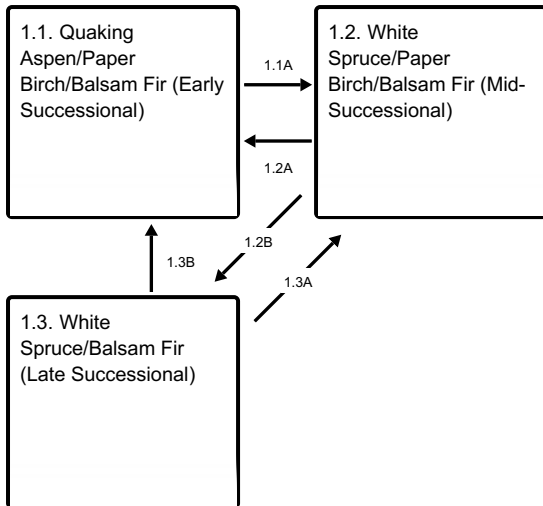 1.1. Quaking
Aspen/Paper
Birch/Balsam Fir (Early
Successional)
1.1A
1.2. White
Spruce/Paper
Birch/Balsam Fir (Mid-
Successional)
1.2A
1.2B
1.3B
1.3A
1.3. White
Spruce/Balsam Fir
(Late Successional)